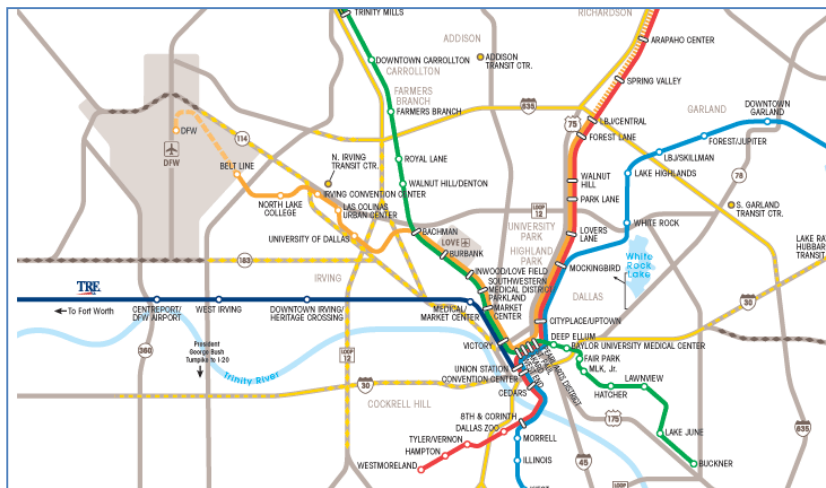 TRINITY MILLS
RICHARDSON
ADDISON
ARAPAHO CENTER
DOWNTOWN CARROLLTON
ADDISON
TRANSIT CTR.
CARROLLTON
SPRING VALLEY
FARMERS
BRANCH
FARMERS BRANCH
635
GARLAND
DOWNTOWN
GARLAND
LBJ/CENTRAL
75
FOREST LANE
FOREST/JUPITER
DFW
114
DFW
N. IRVING
TRANSIT CTR.
ROYAL LANE
LBJ/SKILLMAN
78
BELT LINE
WALNUT HILL/DENTON
WALNUT
HILL
LAKE HIGHLANDS
IRVING CONVENTION CENTER
NORTH LAKE
COLLEGE
LAS COLINAS
URBAN CENTER
LOOP
12
PARK LANE
S. GARLAND
TRANSIT CTR.
UNIVERSITY
PARK
WHITE ROCK
UNIVERSITY OF DALLAS
BACHMAN
LOVE
LOVERS
LANE
HIGHLAND
PARK
BURBANK
183
IRVING
INWOOD/LOVE FIELD
MOCKINGBIRD
White
Rock
Lake
LAKE RA
HUBBAR
TRANSIT
SOUTHWESTERN
MEDICAL DISTRICT
PARKLAND
TRE
DALLAS
30
MARKET
CENTER
To Fort Worth
CENTREPORT/
DFW AIRPORT
WEST IRVING
DOWNTOWN IRVING/
HERITAGE CROSSING
MEDICAL/
MARKET CENTER
CITYPLACE/UPTOWN
DEEP ELLUM
BAYLOR UNIVERSITY MEDICAL CENTER
360
President
George Bush
Turnpike to I-20
LOOP
12
VICTORY
FAIR PARK
MLK, Jr.
Trinity River
UNION STATION
CONVENTION CENTER
ARTS DISTRICT
LAWNVIEW
30
CEDARS
HATCHER
COCKRELL HILL
8TH & CORINTH
175
DALLAS ZOO
TYLER/VERNON
MORRELL
LAKE JUNE
635
HAMPTON
WESTMORELAND
ILLINOIS
45
BUCKNER